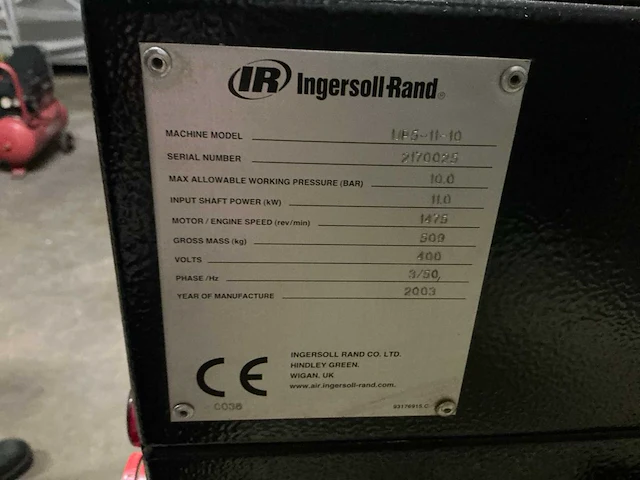 IR Ingersoll-Rand®
MACHINE MODEL
SERIAL NUMBER 2170025
MAX ALLOWABLE WORKING PRESSURE (BAR) 10.0
INPUT SHAFT POWER (kW) 11.0
MOTOR / ENGINE SPEED (rev/min) 1475
GROSS MASS (kg) 509
VOLTS 400
PHASE /Hz 3/50
YEAR OF MANUFACTURE 2003
INGERSOLL RAND CO. LTD.
HINDLEY GREEN.
WIGAN. UK
www.air.ingersoll-rand.com.
CE